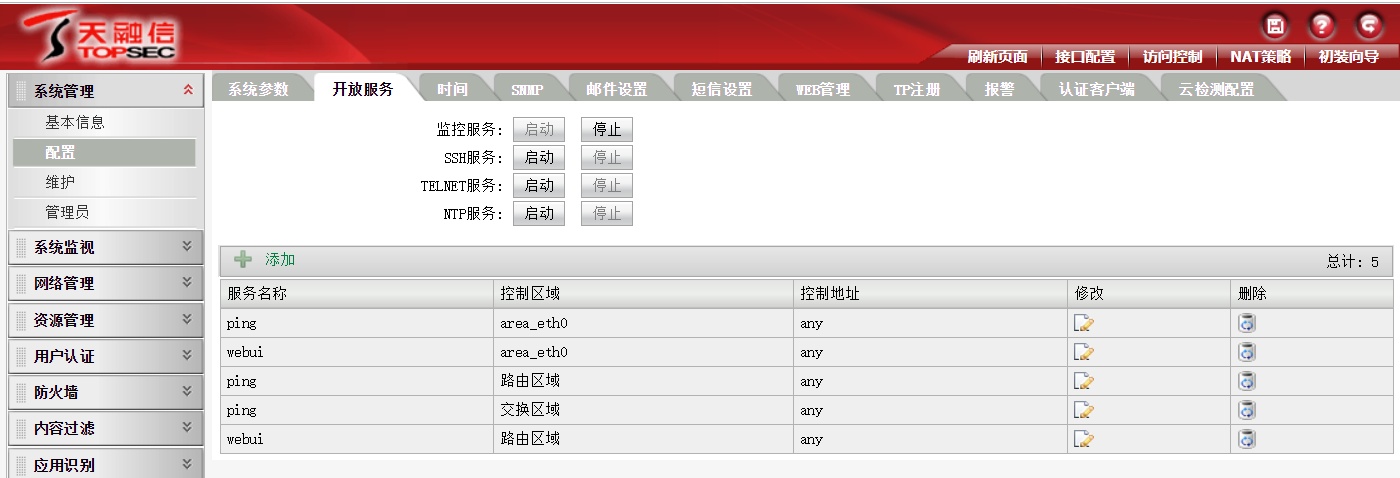 天融信
TOPSEC
刷新页面 接口配置 访问控制 NAT策略 初装向导
系统管理
基本信息
配置
维护
管理员
系统监视
网络管理
资源管理
用户认证
防火墙
内容过滤
应用识别
系统参数 开放服务 时间 SNMP 邮件设置 短信设置 WEB管理 TP注册 报警 认证客户端 云检测配置
监控服务: 启动 停止
SSH服务: 启动 停止
TELNET服务: 启动 停止
NTP服务: 启动 停止
添加 总计: 5
服务名称 控制区域 控制地址 修改 删除
ping area_eth0 any
webui area_eth0 any
ping 路由区域 any
ping 交换区域 any
webui 路由区域 any